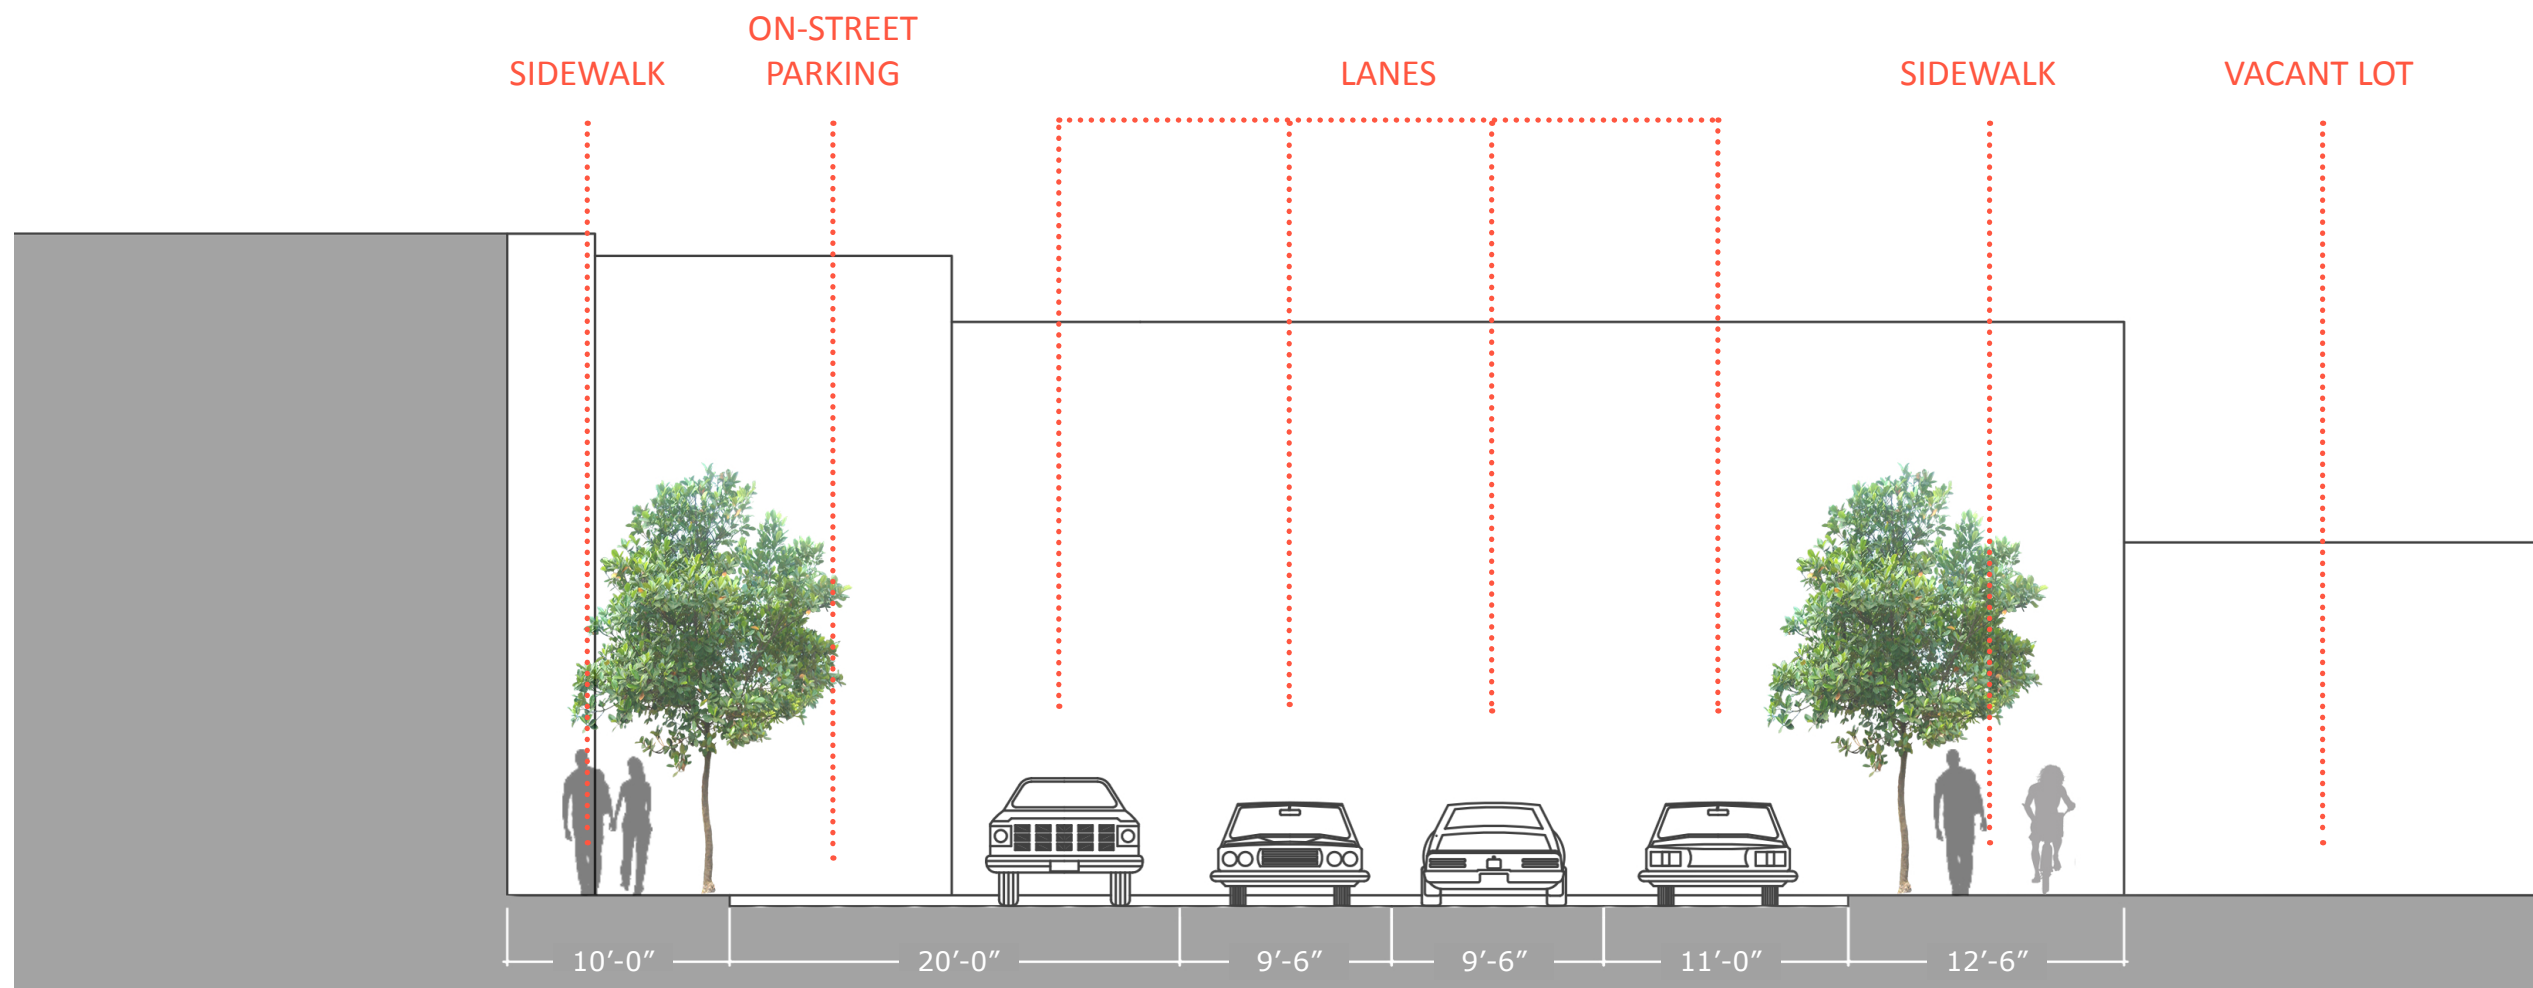 ON-STREET
SIDEWALK PARKING LANES SIDEWALK VACANT LOT
10’-0” 20’-0” 9’-6” 9’-6” 11’-0” 12’-6”